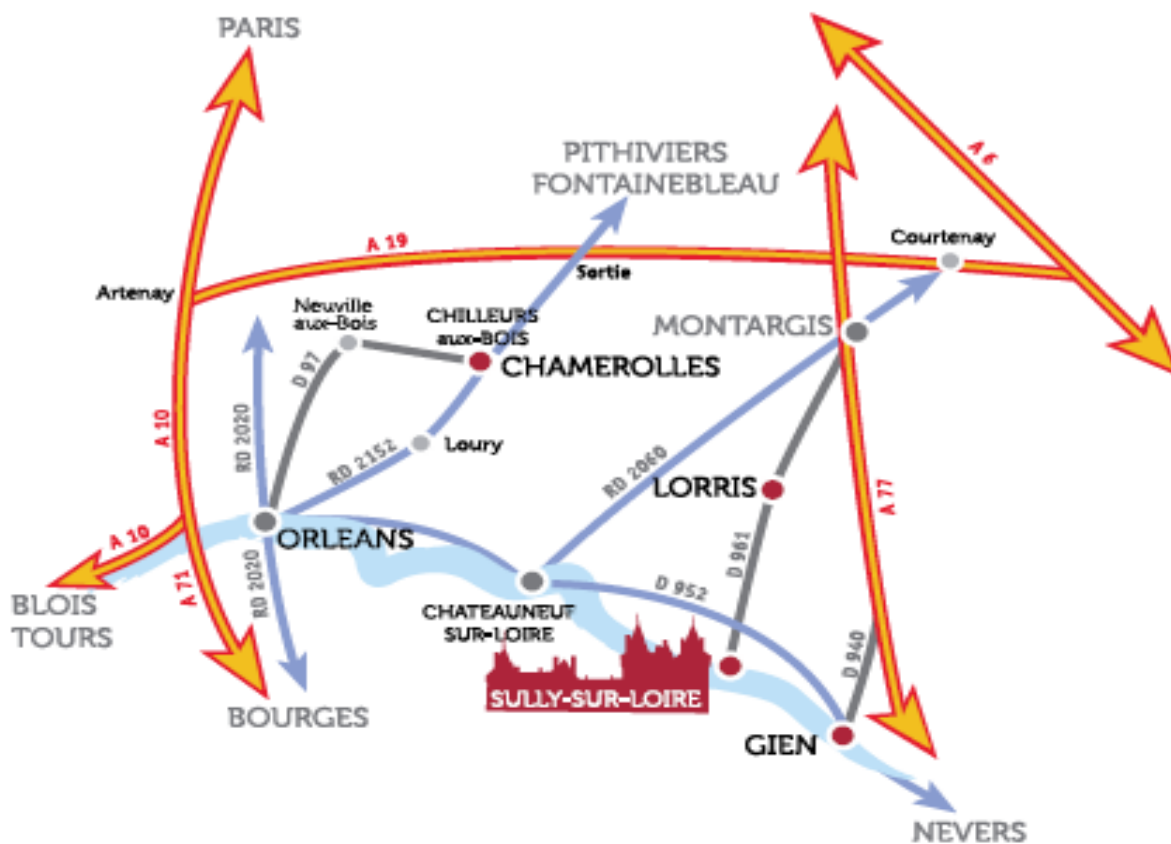 PARIS
A 6
PITHIVIERS
FONTAINEBLEAU
A 19
Courtenay
Sortie
Artenay
Neuville
aux-Bois
CHILLEURS
aux-BOIS
MONTARGIS
CHAMEROLLES
D 97
A 10
RD 2020
RD 2152
Loury
RD 2060
LORRIS
A 77
ORLEANS
A 10
D 961
A 71
RD 2020
D 952
BLOIS
TOURS
CHATEAUNEUF
SUR-LOIRE
D 940
SULLY-SUR-LOIRE
BOURGES
GIEN
NEVERS